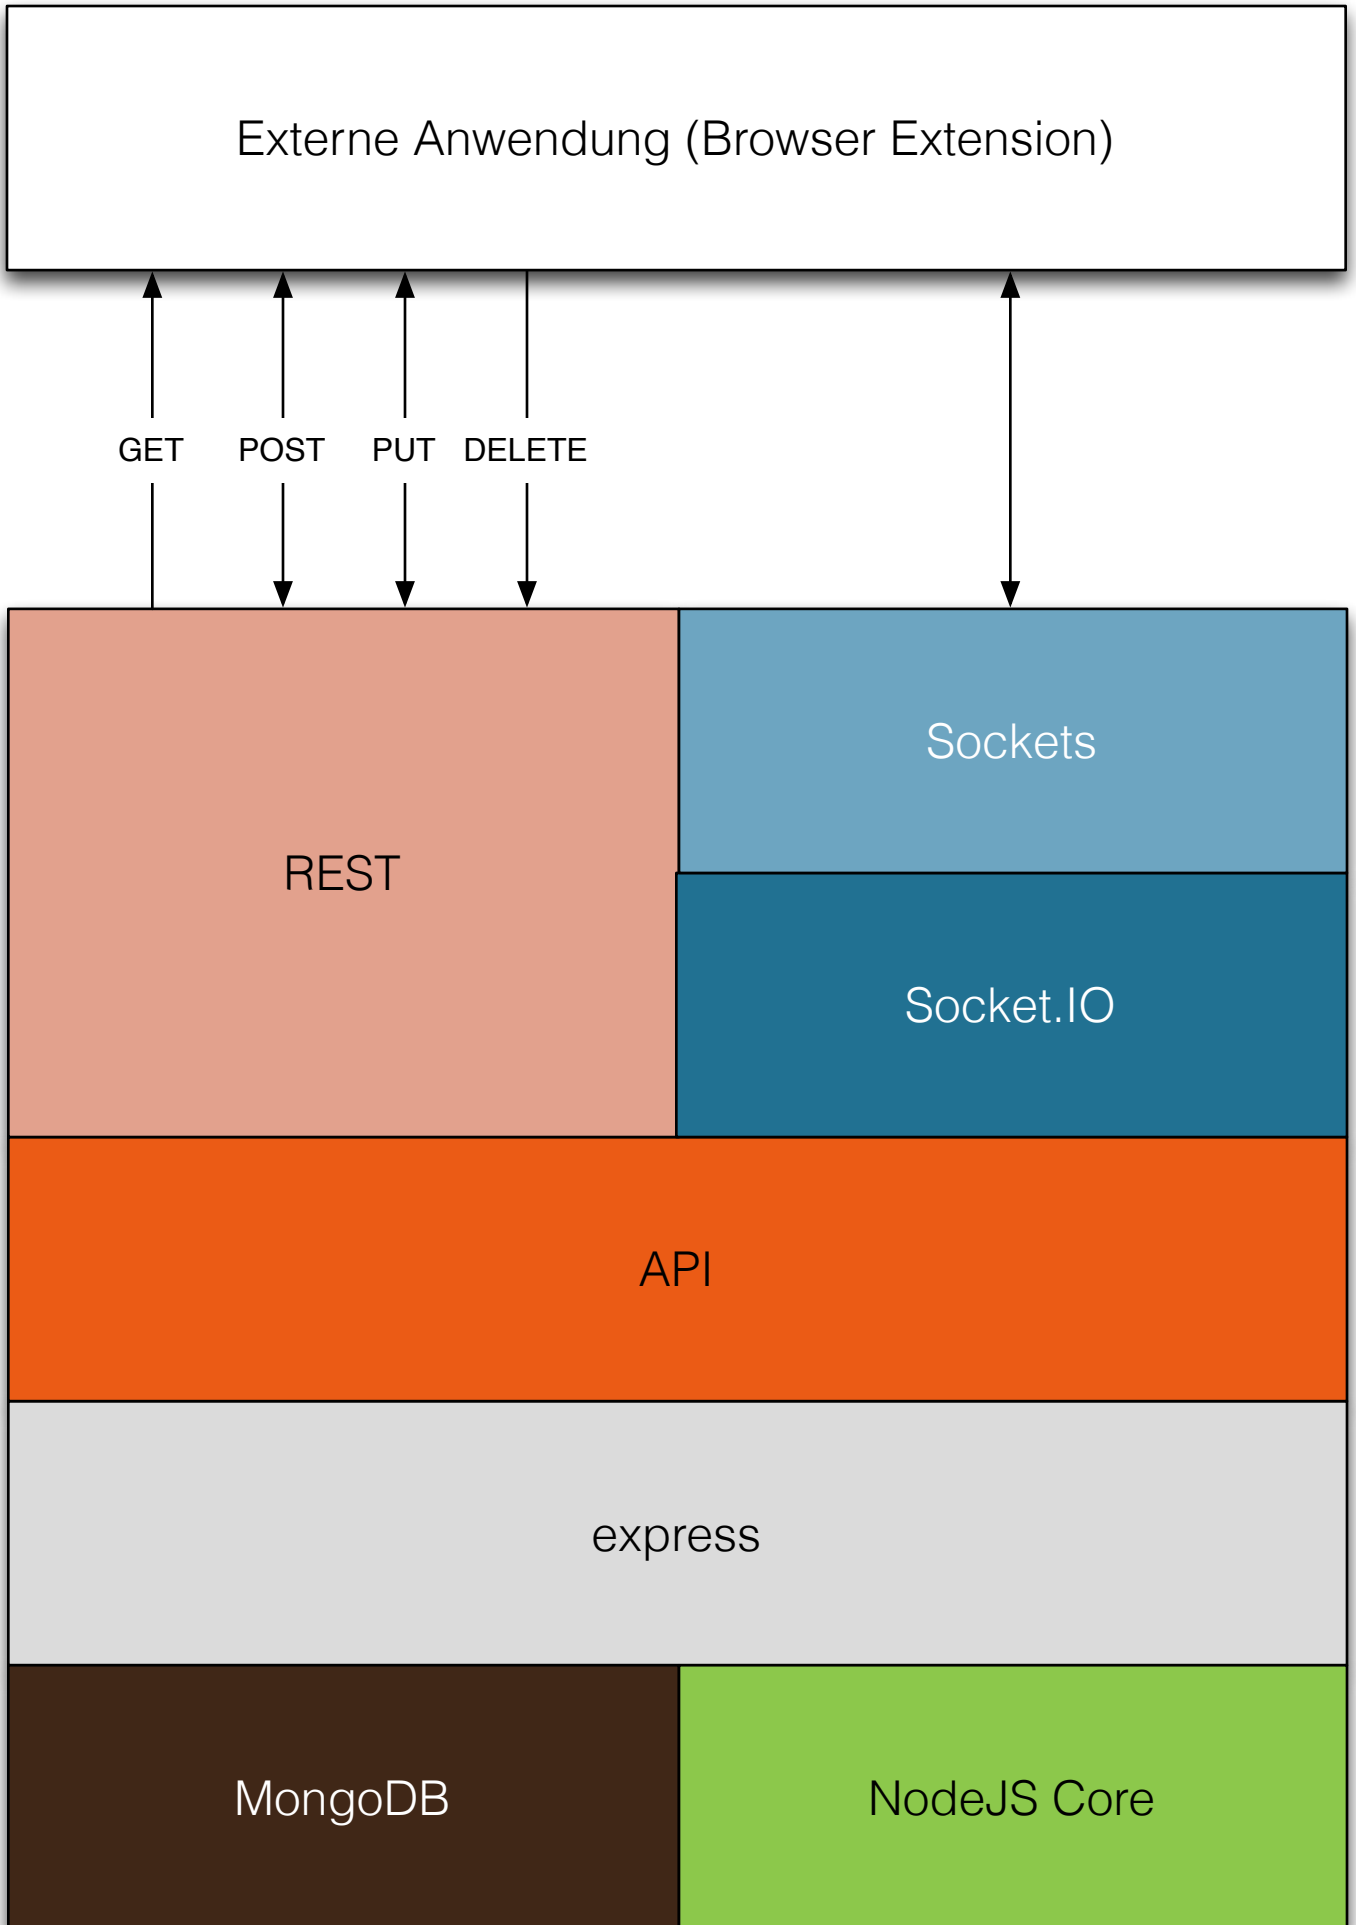 Externe Anwendung (Browser Extension)
GET POST PUT DELETE
Sockets
REST
Socket.IO
API
express
MongoDB NodeJS Core